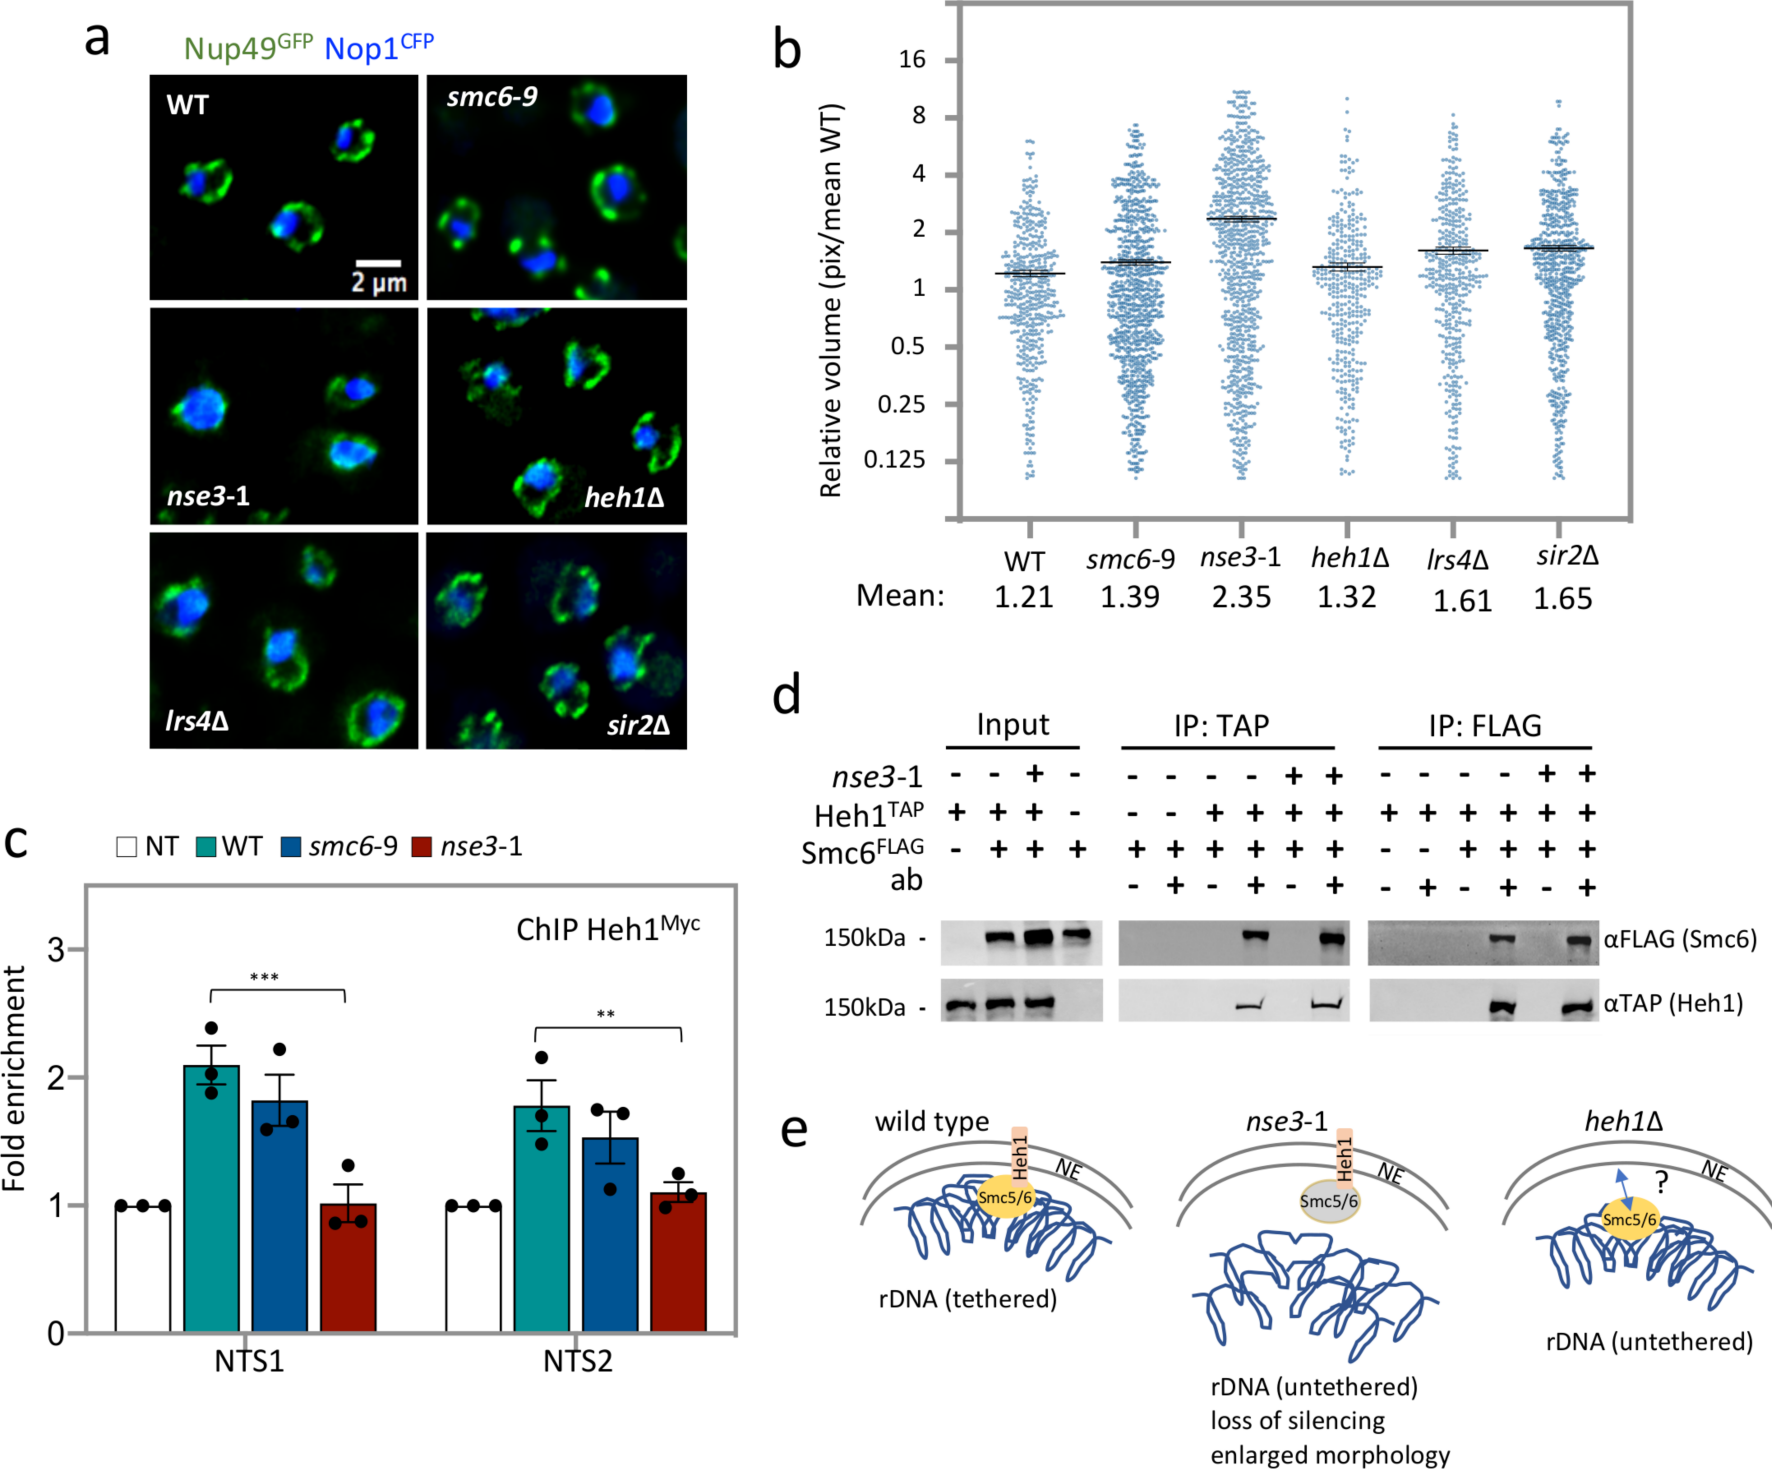 a
Nup49GFP Nop1CFP
WT
smc6-9
2 µm
nse3-1
heh1Δ
lrs4Δ
sir2Δ
b
Relative volume (pix/mean WT)
16
8
4
2
1
0.5
0.25
0.125
WT smc6-9 nse3-1 heh1Δ lrs4Δ sir2Δ
Mean: 1.21 1.39 2.35 1.32 1.61 1.65
c
NT WT smc6-9 nse3-1
ChIP Heh1Myc
Fold enrichment
3
2
1
0
***
**
NTS1 NTS2
d
Input IP: TAP IP: FLAG
nse3-1 - - + - - - - - + + - - - - + +
Heh1TAP + + + - - - + + + + + + + + + +
Smc6FLAG - + + + + + + + + + - - + + + +
ab - + - + - + - + - + - +
150kDa - αFLAG (Smc6)
150kDa - αTAP (Heh1)
e
wild type
Heh1
NE
Smc5/6
rDNA (tethered)
nse3-1
Heh1
NE
Smc5/6
rDNA (untethered)
loss of silencing
enlarged morphology
heh1Δ
NE
?
Smc5/6
rDNA (untethered)